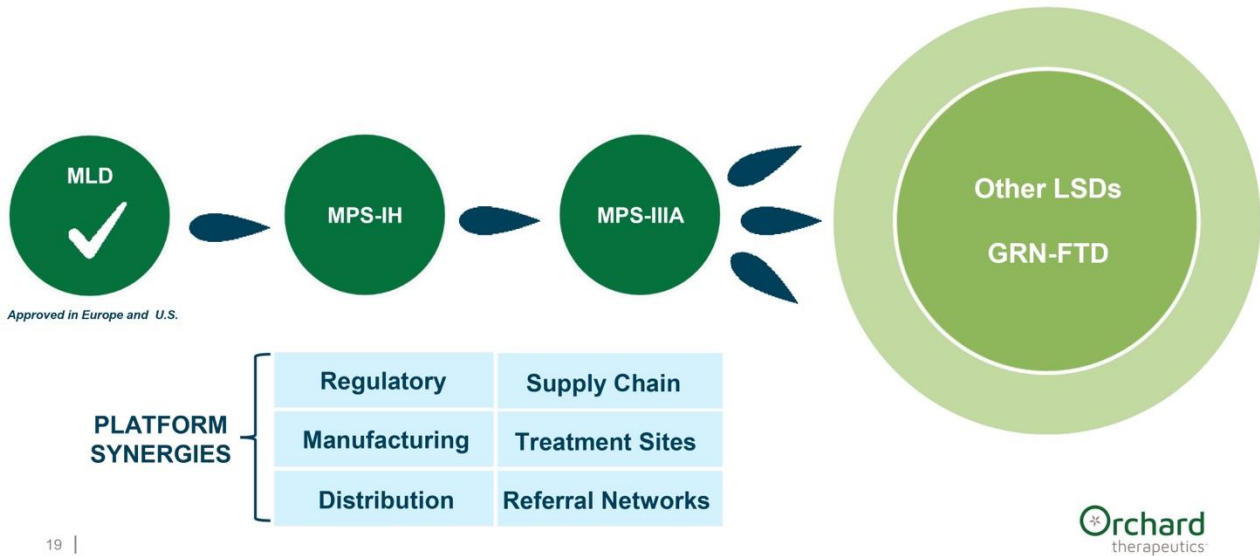 MLD
Approved in Europe and U.S.
MPS-IH
MPS-IIIA
Other LSDs
GRN-FTD
PLATFORM
SYNERGIES
Regulatory
Supply Chain
Manufacturing
Treatment Sites
Distribution
Referral Networks
19
Orchard
therapeutics